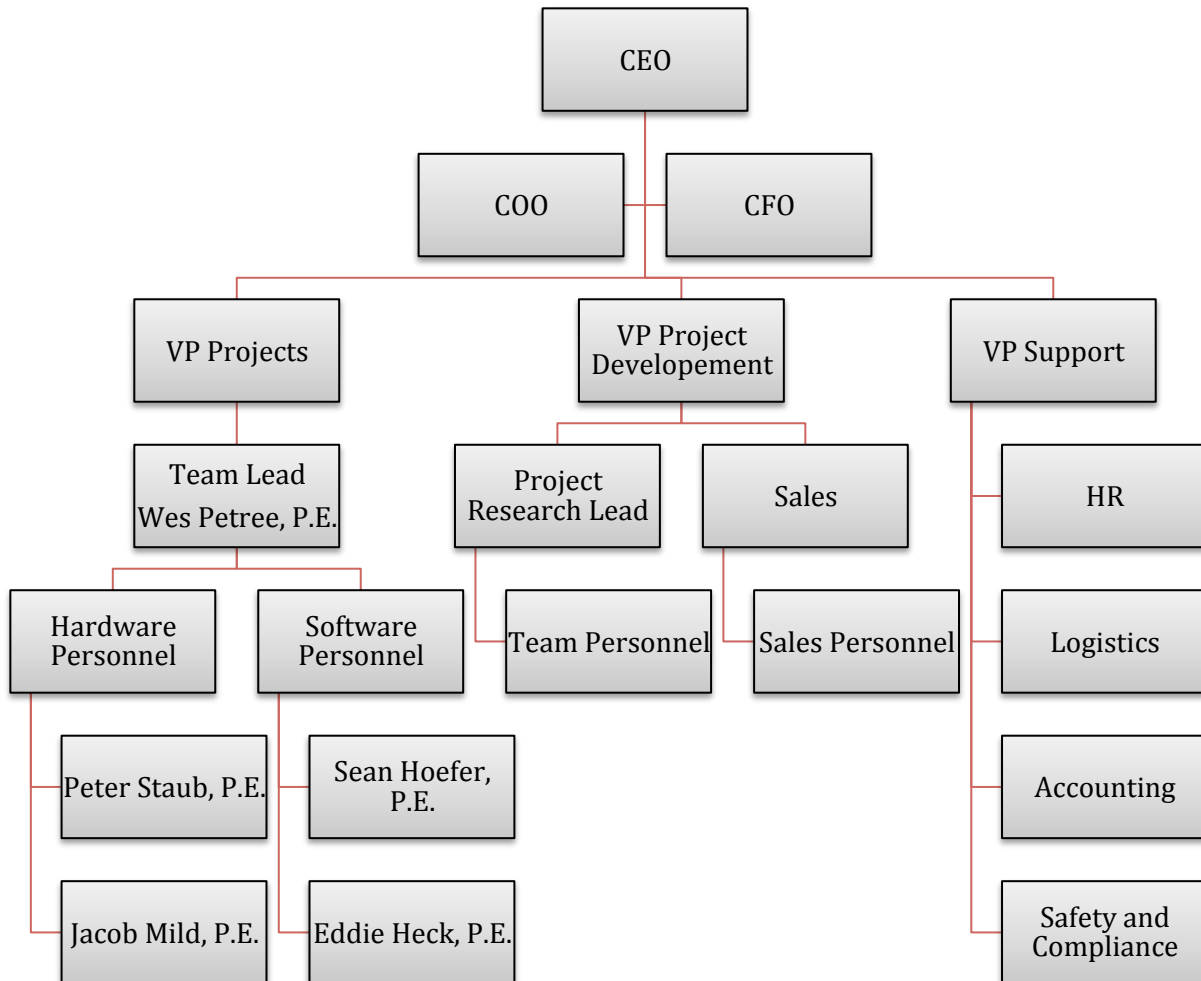 CEO
COO
CFO
VP Projects
VP Project
Developement
VP Support
Team Lead
Wes Petree, P.E.
Project
Research Lead
Sales
HR
Hardware
Personnel
Software
Personnel
Team Personnel
Sales Personnel
Logistics
Peter Staub, P.E.
Sean Hoefer,
P.E.
Accounting
Jacob Mild, P.E.
Eddie Heck, P.E.
Safety and
Compliance